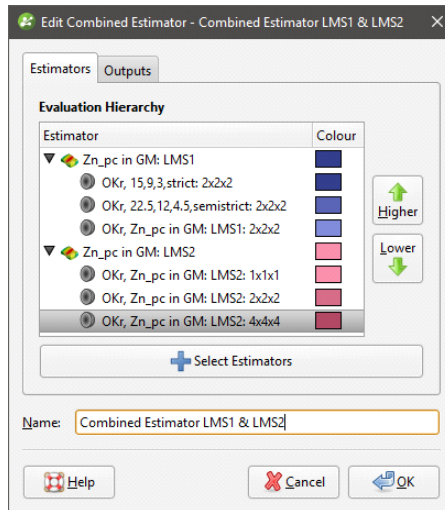 Edit Combined Estimator - Combined Estimator LMS1 & LMS2
Estimators Outputs
Evaluation Hierarchy
Estimator Colour
Zn_pc in GM: LMS1
OKr, 15,9,3,strict: 2x2x2
OKr, 22.5,12,4.5,semistrict: 2x2x2
OKr, Zn_pc in GM: LMS1: 2x2x2
Zn_pc in GM: LMS2
OKr, Zn_pc in GM: LMS2: 1x1x1
OKr, Zn_pc in GM: LMS2: 2x2x2
OKr, Zn_pc in GM: LMS2: 4x4x4
Higher
Lower
Select Estimators
Name: Combined Estimator LMS1 & LMS2
Help Cancel OK